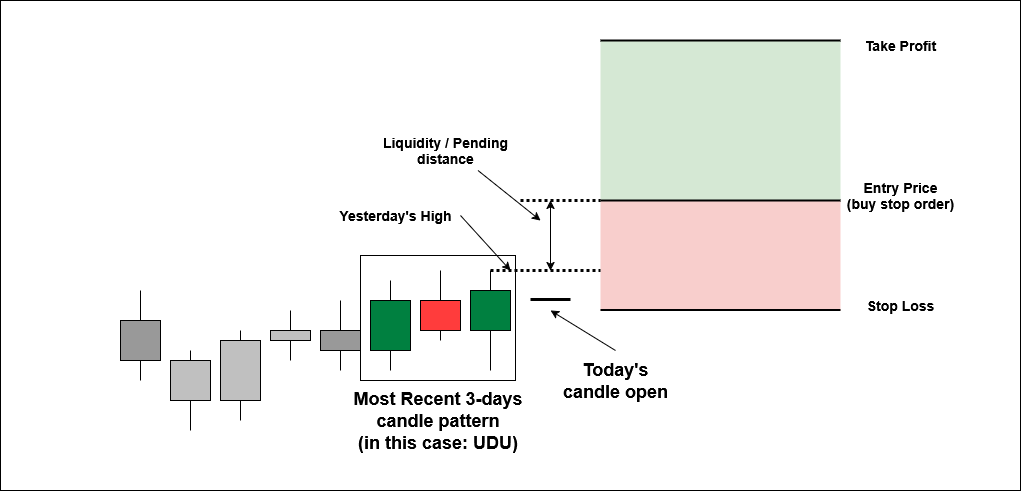 Take Profit
Liquidity / Pending
distance
Entry Price
(buy stop order)
Yesterday's High
Stop Loss
Today's
candle open
Most Recent 3-days
candle pattern
(in this case: UDU)